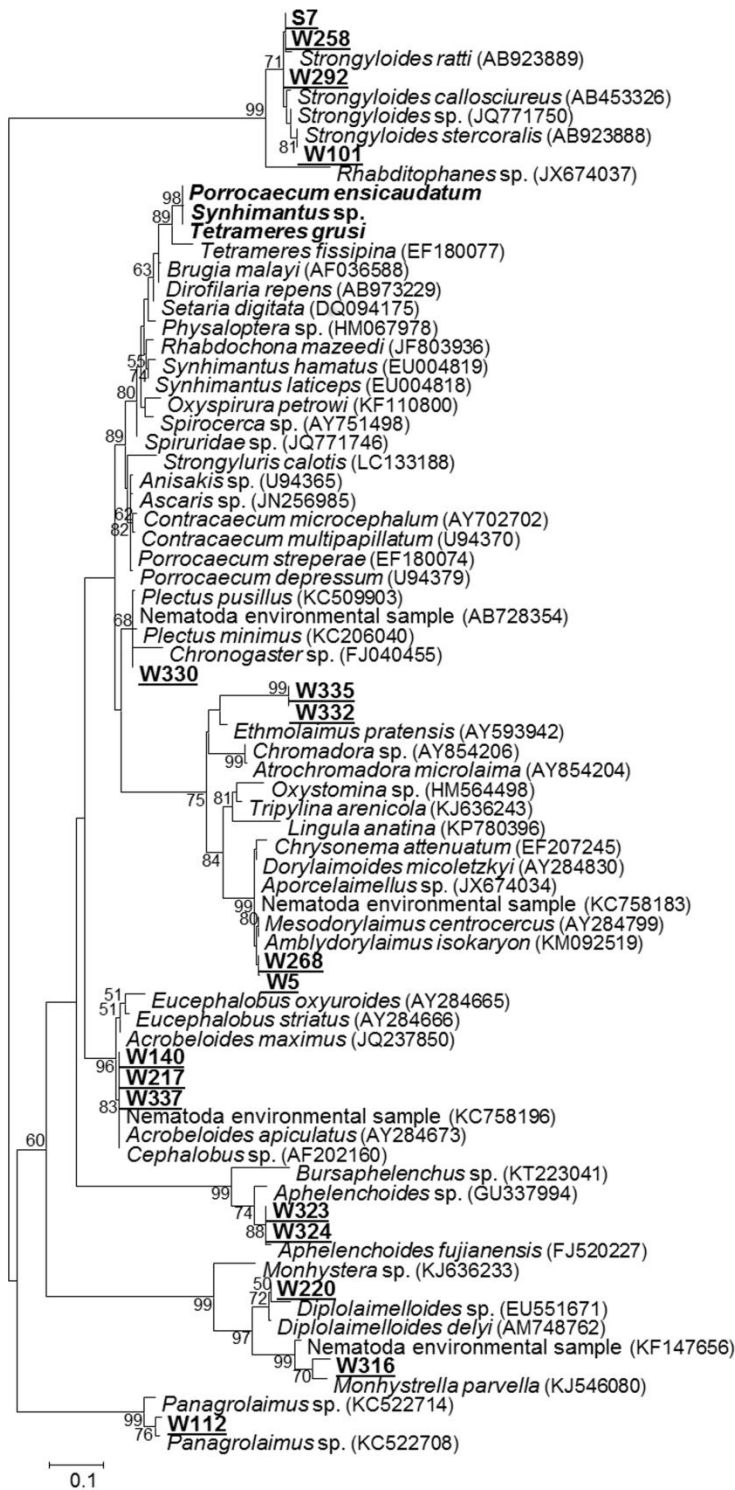 S7
W258
71
Strongyloides ratti (AB923889)
W292
Strongyloides callosciureus (AB453326)
99
Strongyloides sp. (JQ771750)
Strongyloides stercoralis (AB923888)
81
W101
Rhabditophanes sp. (JX674037)
98
Porrocaecum ensicaudatum
89
Synhimantus sp.
Tetrameres grusi
Tetrameres fissipina (EF180077)
63
Brugia malayi (AF036588)
Dirofilaria repens (AB973229)
Setaria digitata (DQ094175)
Physaloptera sp. (HM067978)
Rhabdochona mazeedi (JF803936)
55
Synhimantus hamatus (EU004819)
74
Synhimantus laticeps (EU004818)
80
Oxyspirura petrowi (KF110800)
Spirocerca sp. (AY751498)
89
Spiruridae sp. (JQ771746)
Strongyluris calotis (LC133188)
Anisakis sp. (U94365)
Ascaris sp. (JN256985)
62
Contracaecum microcephalum (AY702702)
82
Contracaecum multipapillatum (U94370)
Porrocaecum streperae (EF180074)
Porrocaecum depressum (U94379)
Plectus pusillus (KC509903)
68
Nematoda environmental sample (AB728354)
Plectus minimus (KC206040)
Chronogaster sp. (FJ040455)
W330
99
W335
W332
Ethmolaimus pratensis (AY593942)
Chromadora sp. (AY854206)
99
Atrochromadora microlaima (AY854204)
75
Oxystomina sp. (HM564498)
81
Tripylina arenicola (KJ636243)
Lingula anatina (KP780396)
84
Chrysonema attenuatum (EF207245)
Dorylaimoides micoletzkyi (AY284830)
Aporcelaimellus sp. (JX674034)
99
Nematoda environmental sample (KC758183)
80
Mesodorylaimus centrocercus (AY284799)
Amblydorylaimus isokaryon (KM092519)
W268
W5
51
Eucephalobus oxyuroides (AY284665)
51
Eucephalobus striatus (AY284666)
Acrobeloides maximus (JQ237850)
96
W140
W217
83
W337
Nematoda environmental sample (KC758196)
Acrobeloides apiculatus (AY284673)
60
Cephalobus sp. (AF202160)
Bursaphelenchus sp. (KT223041)
99
Aphelenchoides sp. (GU337994)
74
W323
88
W324
Aphelenchoides fujianensis (FJ520227)
Monhystera sp. (KJ636233)
99
50
W220
72
Diplolaimelloides sp. (EU551671)
97
Diplolaimelloides delyi (AM748762)
Nematoda environmental sample (KF147656)
99
W316
70
Monhystrella parvella (KJ546080)
Panagrolaimus sp. (KC522714)
99
W112
76
Panagrolaimus sp. (KC522708)
0.1